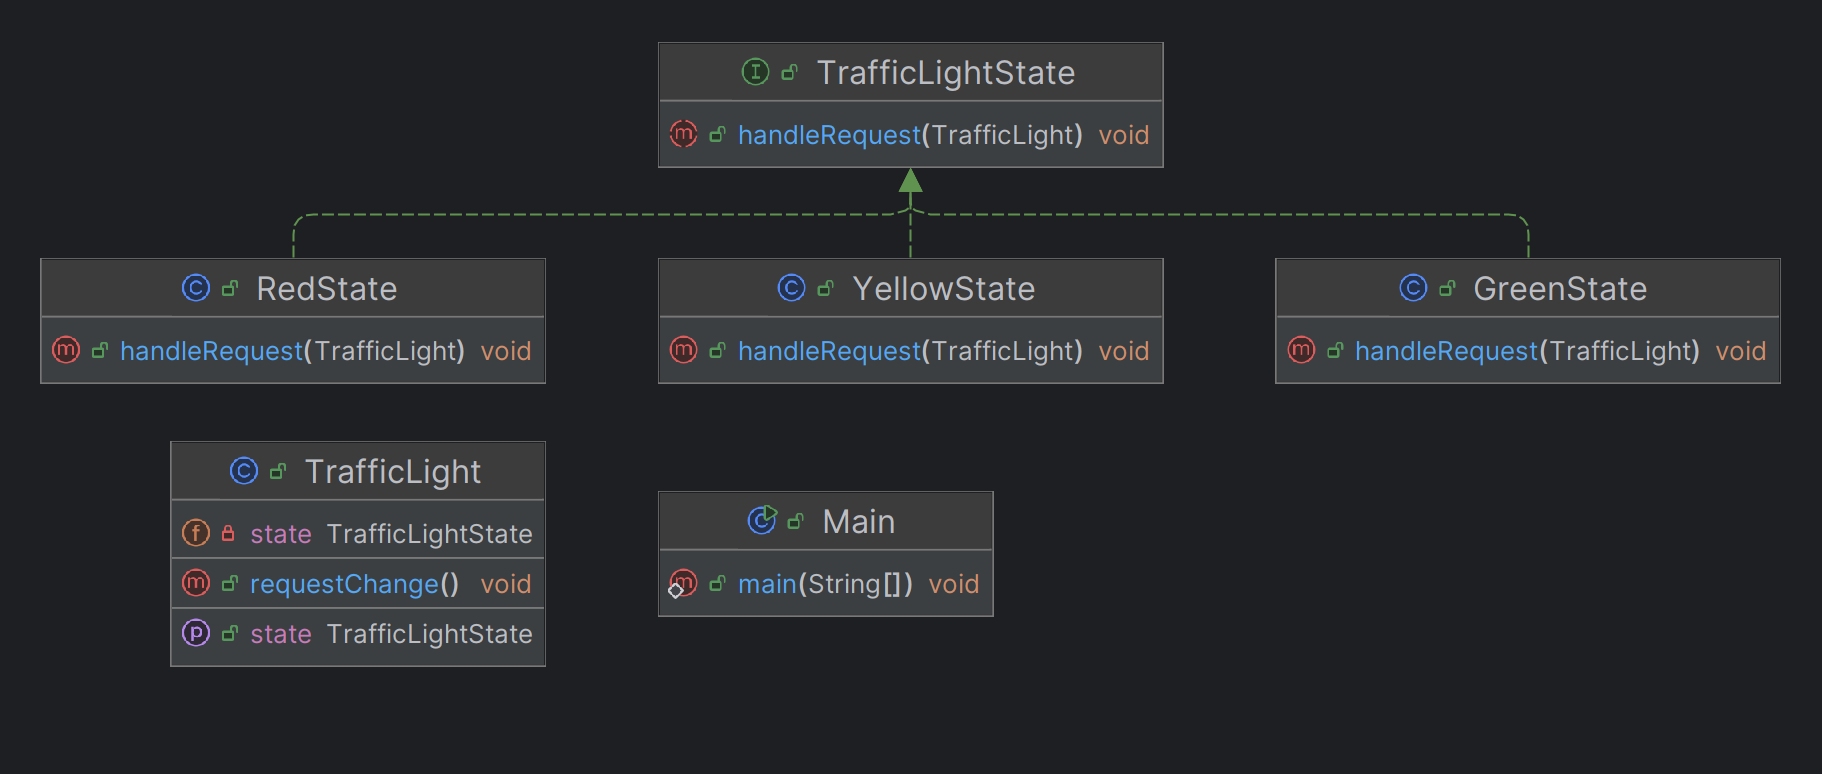 TrafficLightState
handleRequest(TrafficLight) void
RedState
handleRequest(TrafficLight) void
YellowState
handleRequest(TrafficLight) void
GreenState
handleRequest(TrafficLight) void
TrafficLight
state TrafficLightState
requestChange() void
state TrafficLightState
Main
main(String[]) void